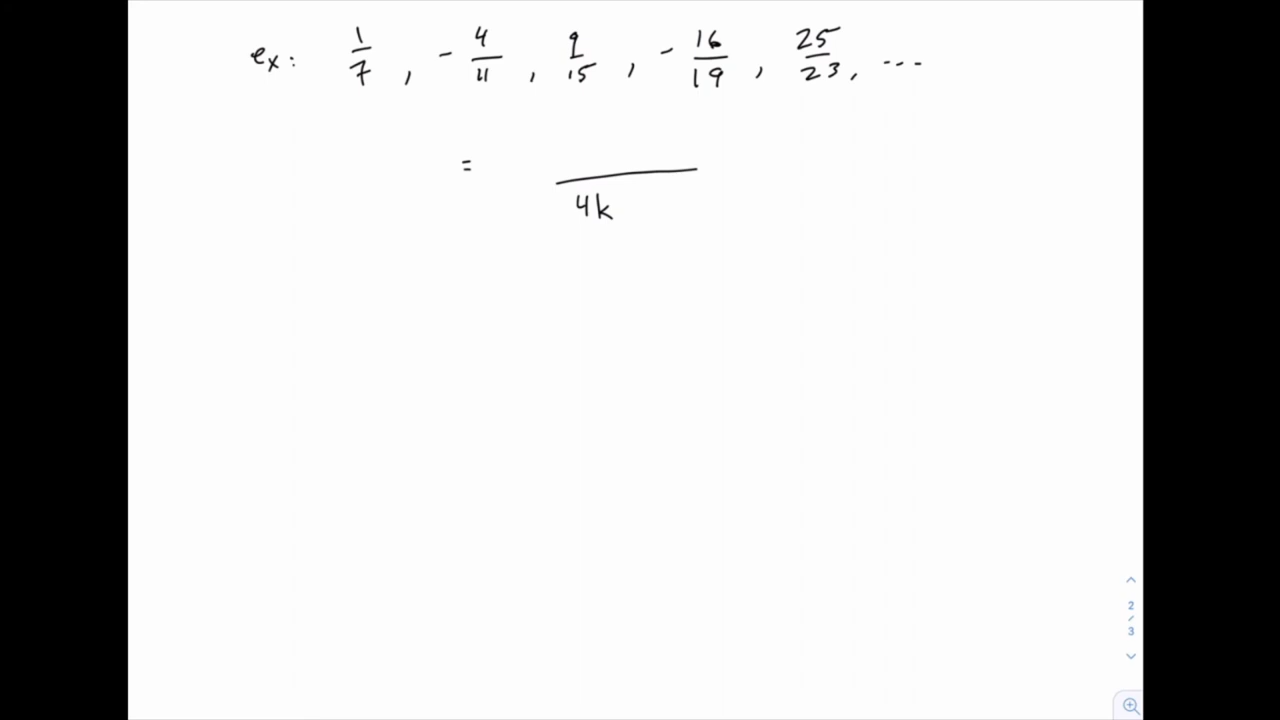 ex: 1/7, - 4/11, 9/15, - 16/19, 25/23, ...
= ____/4k
2/3